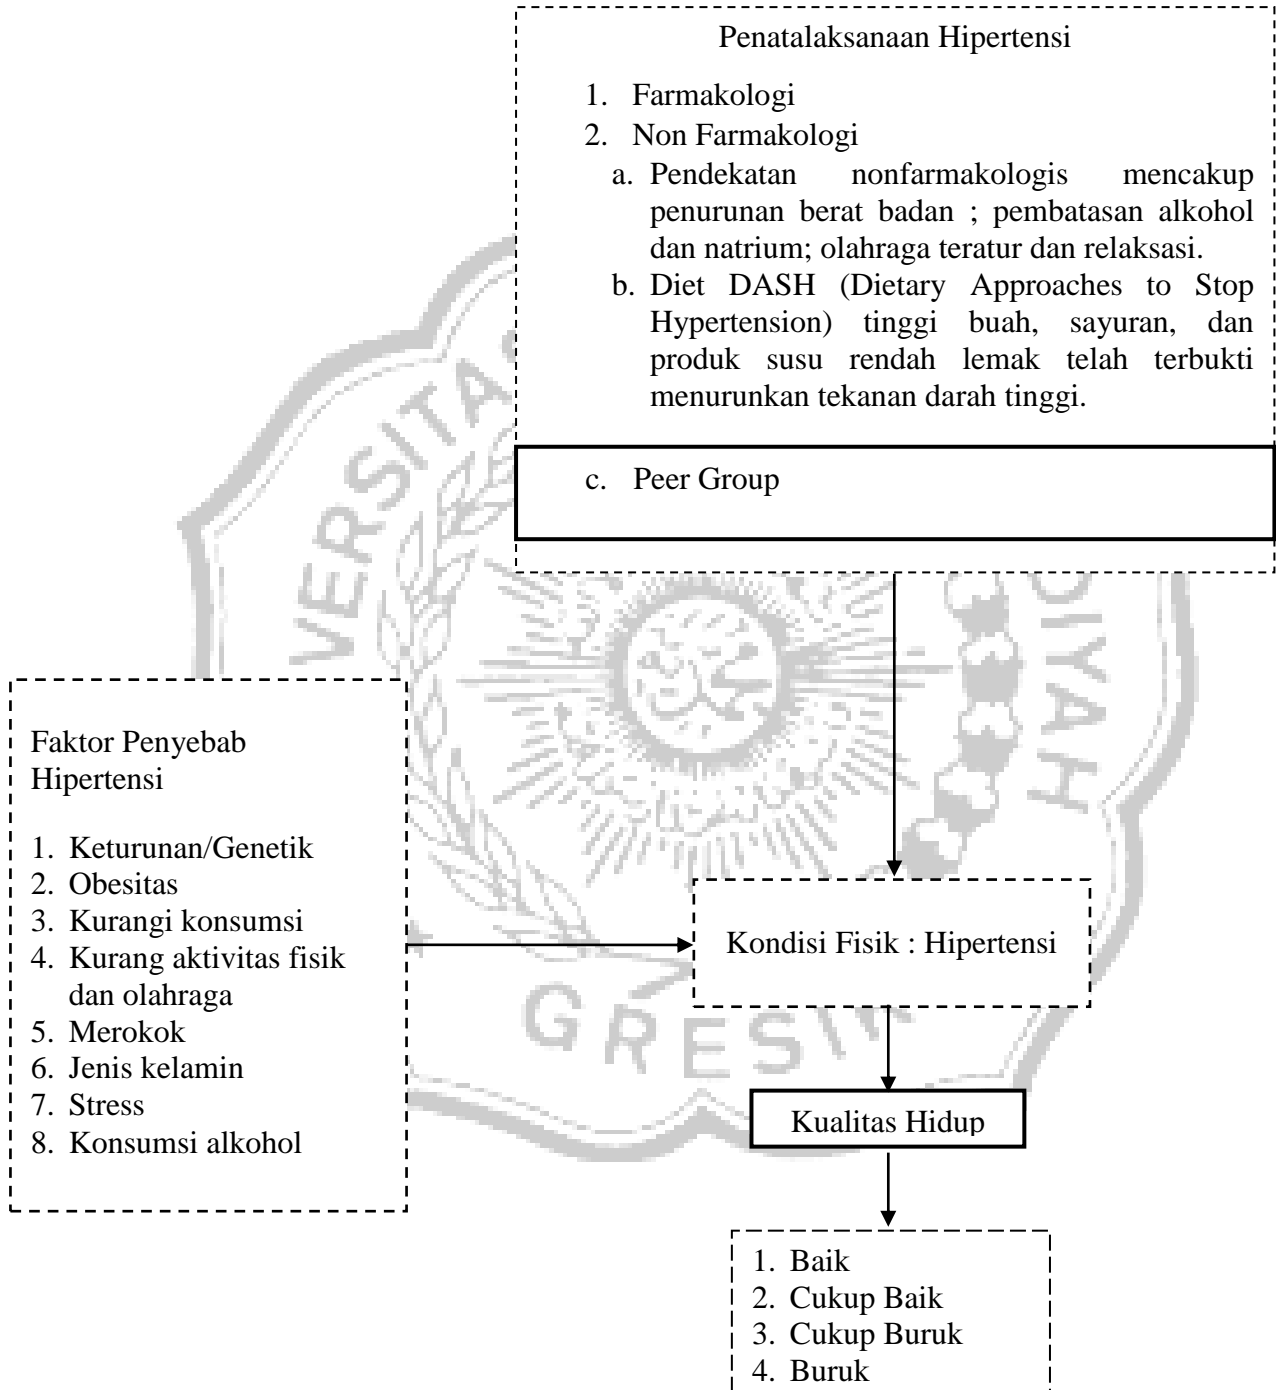 Penatalaksanaan Hipertensi
1. Farmakologi
2. Non Farmakologi
a. Pendekatan nonfarmakologis mencakup
penurunan berat badan ; pembatasan alkohol
dan natrium; olahraga teratur dan relaksasi.
b. Diet DASH (Dietary Approaches to Stop
Hypertension) tinggi buah, sayuran, dan
produk susu rendah lemak telah terbukti
menurunkan tekanan darah tinggi.
c. Peer Group
Faktor Penyebab
Hipertensi
1. Keturunan/Genetik
2. Obesitas
3. Kurangi konsumsi
4. Kurang aktivitas fisik
dan olahraga
5. Merokok
6. Jenis kelamin
7. Stress
8. Konsumsi alkohol
Kondisi Fisik : Hipertensi
Kualitas Hidup
1. Baik
2. Cukup Baik
3. Cukup Buruk
4. Buruk
VERSITAS
DIYAH
GRESIK